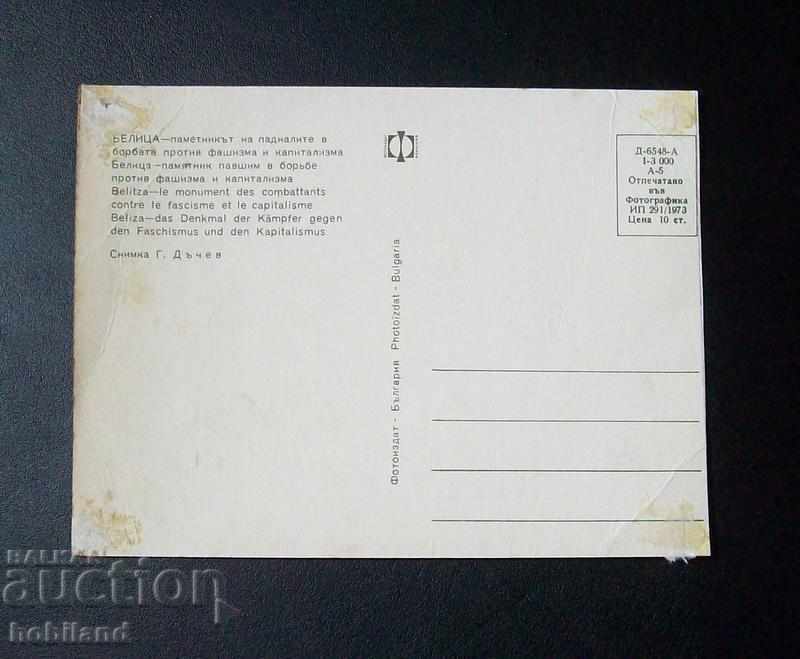 БЕЛИЦА—паметникът на падналите в
борбата против фашизма и капитализма
Белица—памятник павшим в борьбе
против фашизма и капитализма
Belitza—le monument des combattants
contre le fascisme et le capitalisme
Beliza—das Denkmal der Kämpfer gegen
den Faschismus und den Kapitalismus
Снимка Г. Дъчев
Фотоиздат - България Photoizdat - Bulgaria
Д-6548-А
1-3 000
А-5
Отпечатано
във
Фотографика
ИП 291/1973
Цена 10 ст.
BALKAN
auction
hobiland